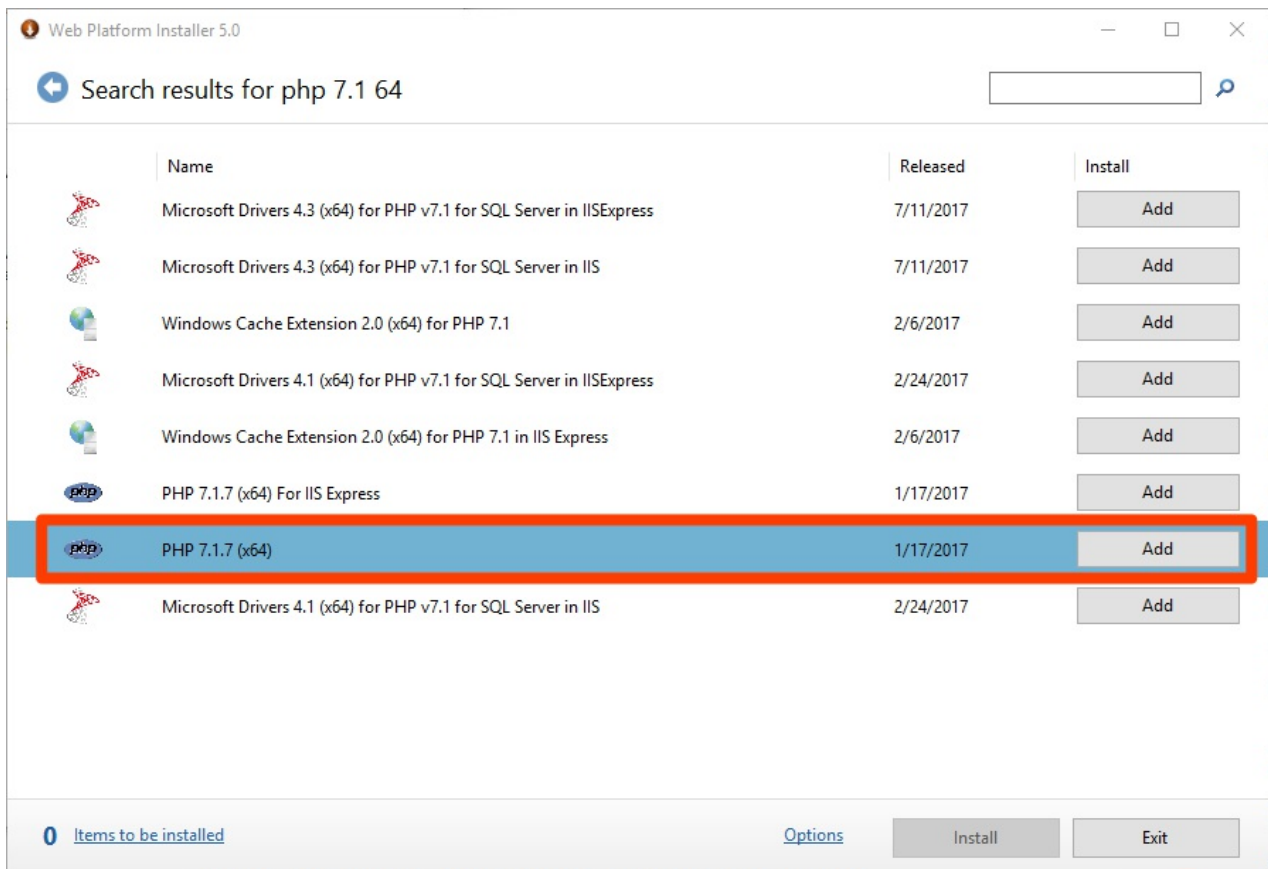 Web Platform Installer 5.0
Search results for php 7.1 64
Name Released Install
Microsoft Drivers 4.3 (x64) for PHP v7.1 for SQL Server in IISExpress 7/11/2017 Add
Microsoft Drivers 4.3 (x64) for PHP v7.1 for SQL Server in IIS 7/11/2017 Add
Windows Cache Extension 2.0 (x64) for PHP 7.1 2/6/2017 Add
Microsoft Drivers 4.1 (x64) for PHP v7.1 for SQL Server in IISExpress 2/24/2017 Add
Windows Cache Extension 2.0 (x64) for PHP 7.1 in IIS Express 2/6/2017 Add
php PHP 7.1.7 (x64) For IIS Express 1/17/2017 Add
php PHP 7.1.7 (x64) 1/17/2017 Add
Microsoft Drivers 4.1 (x64) for PHP v7.1 for SQL Server in IIS 2/24/2017 Add
0 Items to be installed Options Install Exit